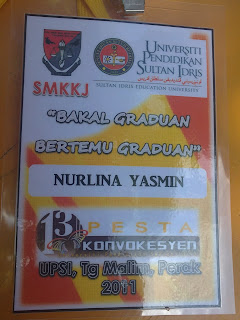 UNIVERSITI
PENDIDIKAN
SULTAN IDRIS
SULTAN IDRIS EDUCATION UNIVERSITY
SMKKJ
"BAKAL GRADUAN
BERTEMU GRADUAN"
NURLINA YASMIN
13
PESTA
KONVOKESYEN
UPSI, Tg Malim, Perak
2011